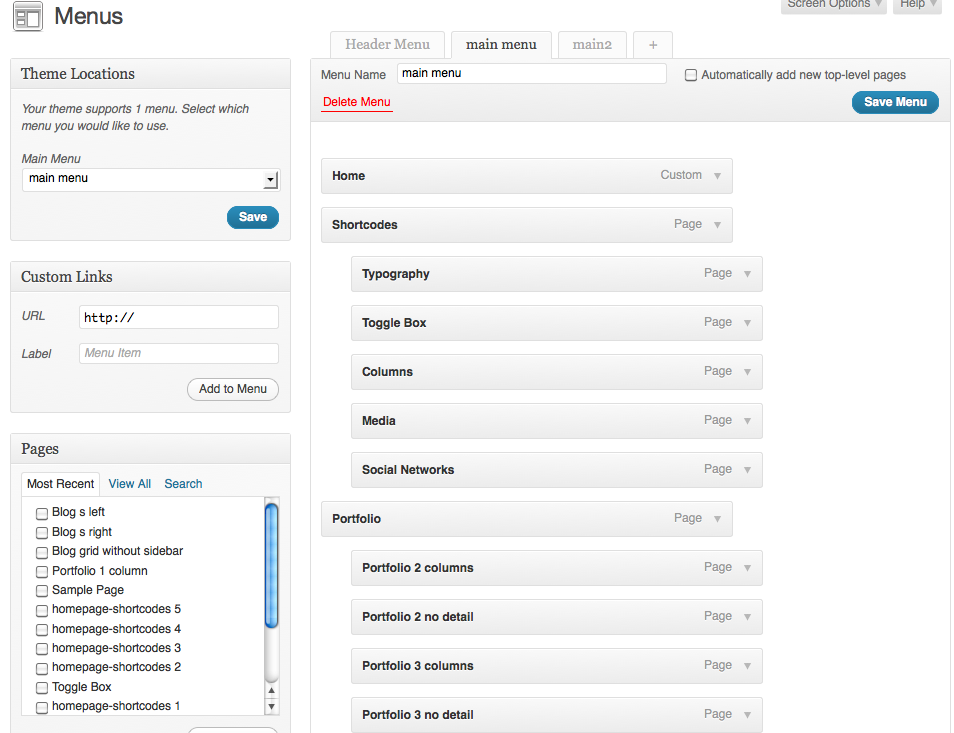 Menus
Screen Options
Help
Header Menu
main menu
main2
+
Theme Locations
Your theme supports 1 menu. Select which
menu you would like to use.
Main Menu
main menu
Save
Custom Links
URL
http://
Label
Menu Item
Add to Menu
Pages
Most Recent
View All
Search
Blog s left
Blog s right
Blog grid without sidebar
Portfolio 1 column
Sample Page
homepage-shortcodes 5
homepage-shortcodes 4
homepage-shortcodes 3
homepage-shortcodes 2
Toggle Box
homepage-shortcodes 1
Menu Name
main menu
Automatically add new top-level pages
Delete Menu
Save Menu
Home Custom
Shortcodes Page
Typography Page
Toggle Box Page
Columns Page
Media Page
Social Networks Page
Portfolio Page
Portfolio 2 columns Page
Portfolio 2 no detail Page
Portfolio 3 columns Page
Portfolio 3 no detail Page